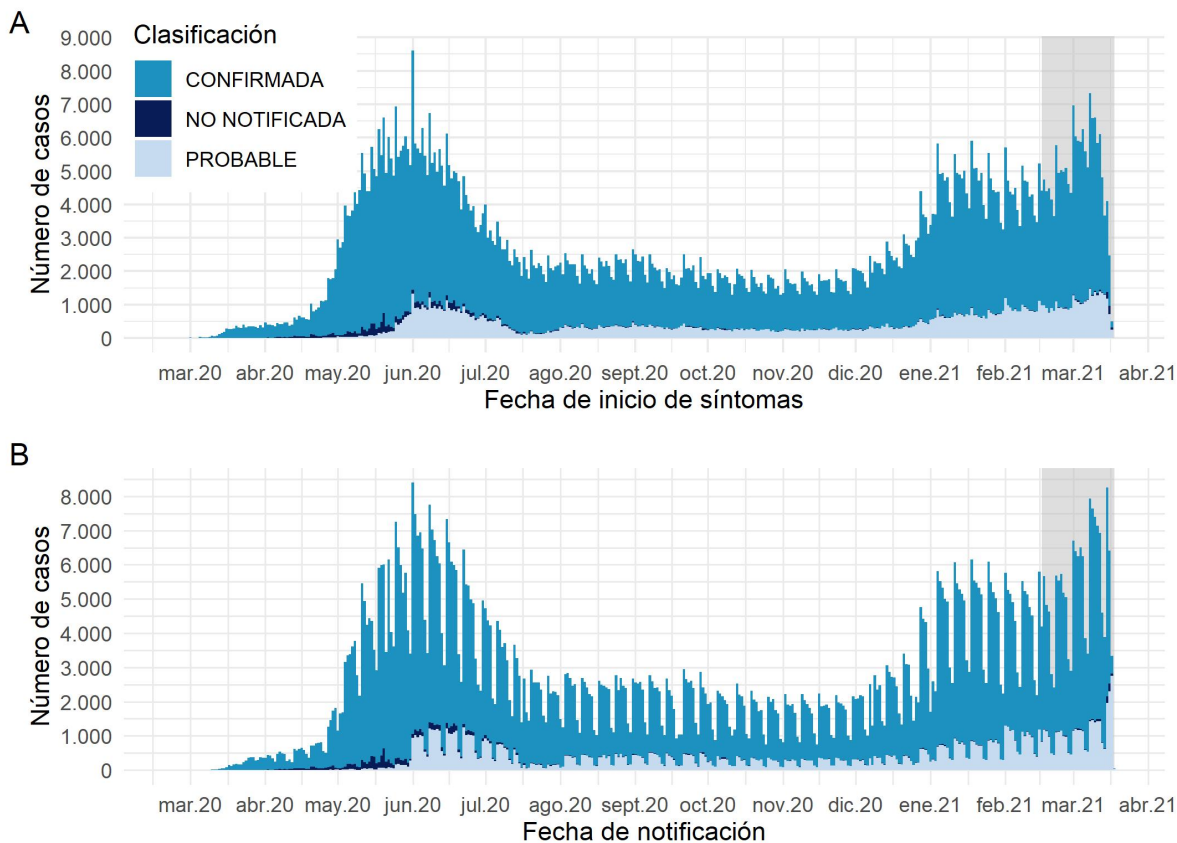 A
Clasificación
CONFIRMADA
NO NOTIFICADA
PROBABLE
Número de casos
9.000
8.000
7.000
6.000
5.000
4.000
3.000
2.000
1.000
0
mar.20 abr.20 may.20 jun.20 jul.20 ago.20 sept.20 oct.20 nov.20 dic.20 ene.21 feb.21 mar.21 abr.21
Fecha de inicio de síntomas
B
Número de casos
8.000
7.000
6.000
5.000
4.000
3.000
2.000
1.000
0
mar.20 abr.20 may.20 jun.20 jul.20 ago.20 sept.20 oct.20 nov.20 dic.20 ene.21 feb.21 mar.21 abr.21
Fecha de notificación